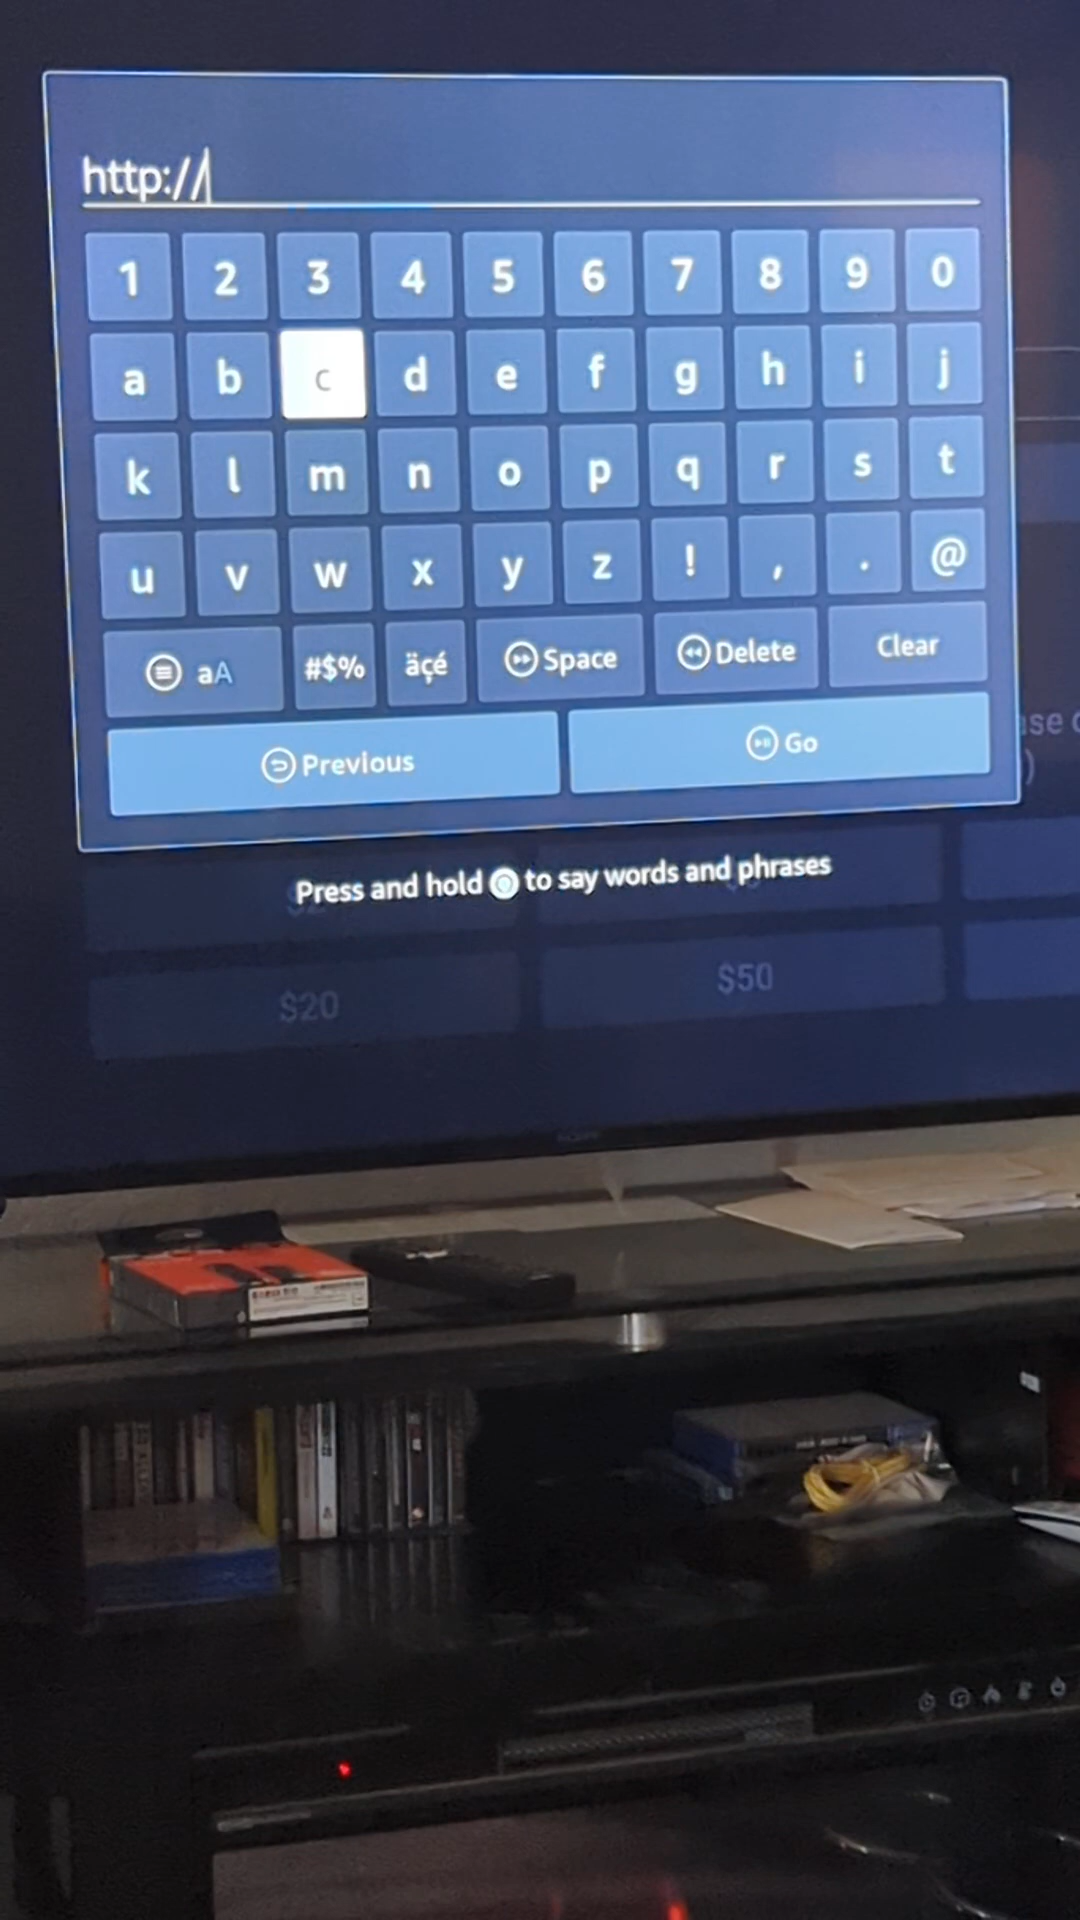 http://
1 2 3 4 5 6 7 8 9 0
a b c d e f g h i j
k l m n o p q r s t
u v w x y z ! , . @
aA #$% äçé Space Delete Clear
Previous Go
)
Press and hold to say words and phrases
$20 $50